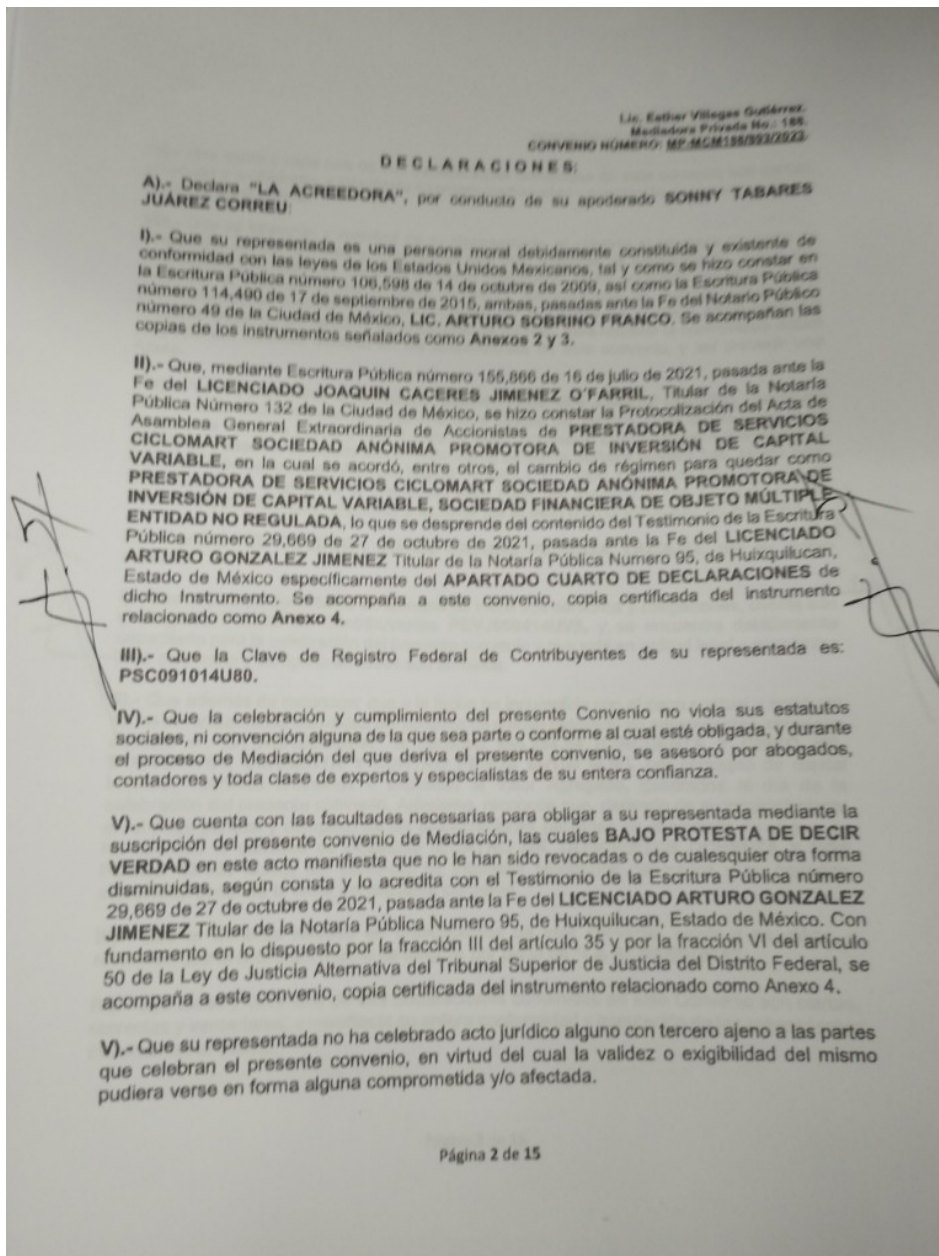 Lic. Esther Villegas Gutiérrez.
Mediadora Privada No.: 186.
CONVENIO NÚMERO:
D E C L A R A C I O N E S:
A).- Declara "LA ACREEDORA", por conducto de su apoderado SONNY TABARES
JUÁREZ CORREU:
I).- Que su representada es una persona moral debidamente constituida y existente de
conformidad con las leyes de los Estados Unidos Mexicanos, tal y como se hizo constar en
la Escritura Pública número 106,598 de 14 de octubre de 2009, así como la Escritura Pública
número 114,490 de 17 de septiembre de 2015, ambas, pasadas ante la Fe del Notario Público
número 49 de la Ciudad de México, LIC. ARTURO SOBRINO FRANCO. Se acompañan las
copias de los instrumentos señalados como Anexos 2 y 3.
II).- Que, mediante Escritura Pública número 155,866 de 16 de julio de 2021, pasada ante la
Fe del LICENCIADO JOAQUIN CACERES JIMENEZ O'FARRIL, Titular de la Notaría
Pública Número 132 de la Ciudad de México, se hizo constar la Protocolización del Acta de
Asamblea General Extraordinaria de Accionistas de PRESTADORA DE SERVICIOS
CICLOMART SOCIEDAD ANÓNIMA PROMOTORA DE INVERSIÓN DE CAPITAL
VARIABLE, en la cual se acordó, entre otros, el cambio de régimen para quedar como
PRESTADORA DE SERVICIOS CICLOMART SOCIEDAD ANÓNIMA PROMOTORA DE
INVERSIÓN DE CAPITAL VARIABLE, SOCIEDAD FINANCIERA DE OBJETO MÚLTIPLE
ENTIDAD NO REGULADA, lo que se desprende del contenido del Testimonio de la Escritura
Pública número 29,669 de 27 de octubre de 2021, pasada ante la Fe del LICENCIADO
ARTURO GONZALEZ JIMENEZ Titular de la Notaría Pública Numero 95, de Huixquilucan,
Estado de México específicamente del APARTADO CUARTO DE DECLARACIONES de
dicho Instrumento. Se acompaña a este convenio, copia certificada del instrumento
relacionado como Anexo 4.
III).- Que la Clave de Registro Federal de Contribuyentes de su representada es:
PSC091014U80.
IV).- Que la celebración y cumplimiento del presente Convenio no viola sus estatutos
sociales, ni convención alguna de la que sea parte o conforme al cual esté obligada, y durante
el proceso de Mediación del que deriva el presente convenio, se asesoró por abogados,
contadores y toda clase de expertos y especialistas de su entera confianza.
V).- Que cuenta con las facultades necesarias para obligar a su representada mediante la
suscripción del presente convenio de Mediación, las cuales BAJO PROTESTA DE DECIR
VERDAD en este acto manifiesta que no le han sido revocadas o de cualesquier otra forma
disminuidas, según consta y lo acredita con el Testimonio de la Escritura Pública número
29,669 de 27 de octubre de 2021, pasada ante la Fe del LICENCIADO ARTURO GONZALEZ
JIMENEZ Titular de la Notaría Pública Numero 95, de Huixquilucan, Estado de México. Con
fundamento en lo dispuesto por la fracción III del artículo 35 y por la fracción VI del artículo
50 de la Ley de Justicia Alternativa del Tribunal Superior de Justicia del Distrito Federal, se
acompaña a este convenio, copia certificada del instrumento relacionado como Anexo 4.
V).- Que su representada no ha celebrado acto jurídico alguno con tercero ajeno a las partes
que celebran el presente convenio, en virtud del cual la validez o exigibilidad del mismo
pudiera verse en forma alguna comprometida y/o afectada.
Página 2 de 15